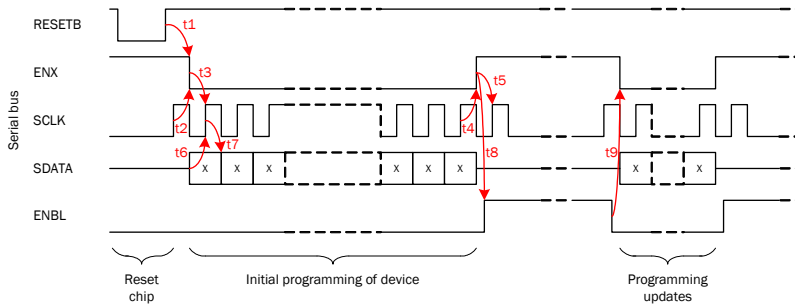 RESETB
t1
ENX
t3
t5
Serial bus
SCLK
t2
t4
t6
t7
t8
t9
SDATA
X X X X X X X X
ENBL
Reset
chip
Initial programming of device
Programming
updates